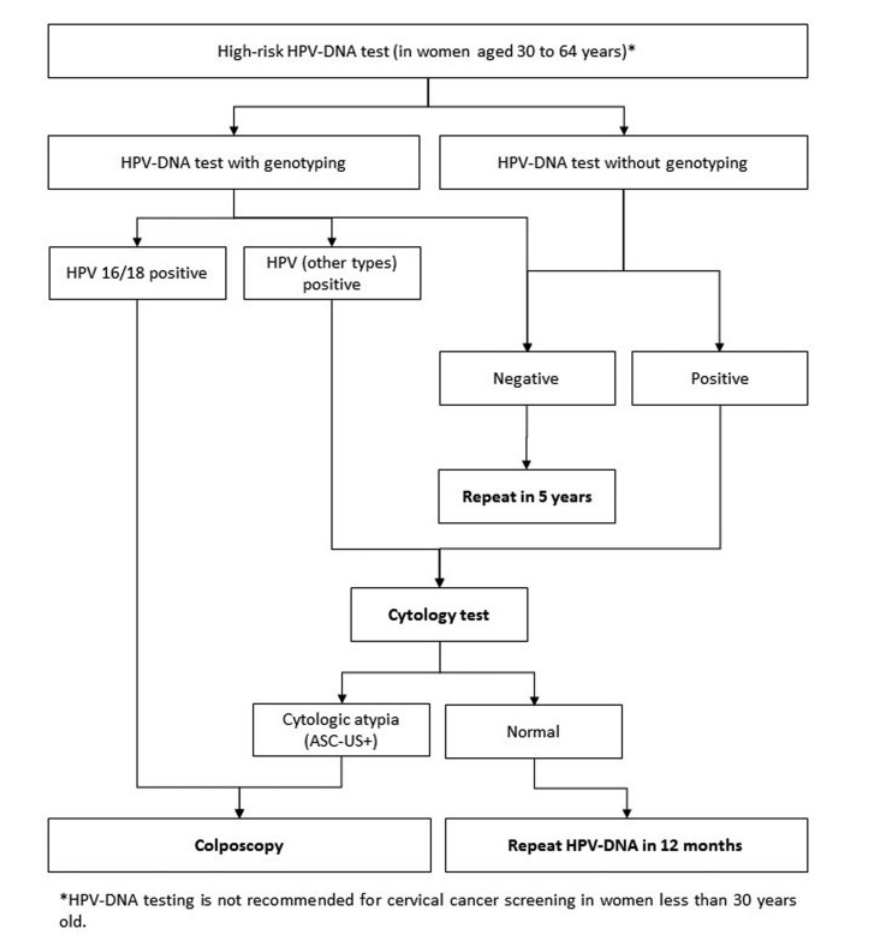 High-risk HPV-DNA test (in women aged 30 to 64 years)*
HPV-DNA test with genotyping
HPV-DNA test without genotyping
HPV 16/18 positive
HPV (other types)
positive
Negative
Positive
Repeat in 5 years
Cytology test
Cytologic atypia
(ASC-US+)
Normal
Colposcopy
Repeat HPV-DNA in 12 months
*HPV-DNA testing is not recommended for cervical cancer screening in women less than 30 years
old.